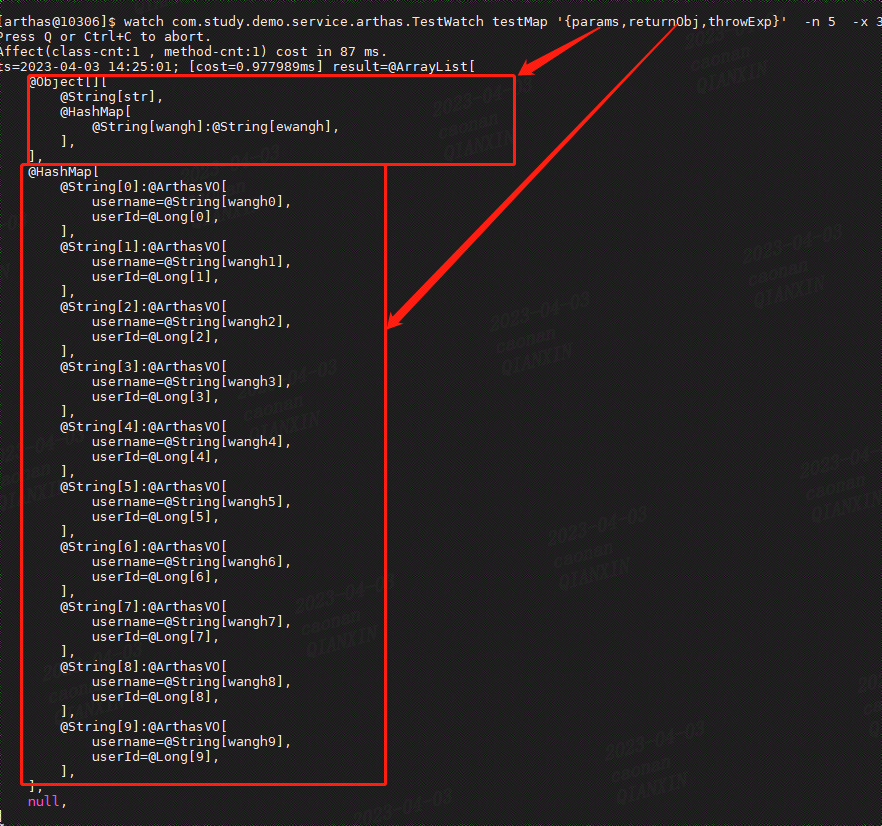 [arthas@10306]$ watch com.study.demo.service.arthas.TestWatch testMap '{params,returnObj,throwExp}'  -n 5  -x 3
Press Q or Ctrl+C to abort.
Affect(class-cnt:1 , method-cnt:1) cost in 87 ms.
ts=2023-04-03 14:25:01; [cost=0.977989ms] result=@ArrayList[
    @Object[][
        @String[str],
        @HashMap[
            @String[wangh]:@String[ewangh],
        ],
    ],
    @HashMap[
        @String[0]:@ArthasVO[
            username=@String[wangh0],
            userId=@Long[0],
        ],
        @String[1]:@ArthasVO[
            username=@String[wangh1],
            userId=@Long[1],
        ],
        @String[2]:@ArthasVO[
            username=@String[wangh2],
            userId=@Long[2],
        ],
        @String[3]:@ArthasVO[
            username=@String[wangh3],
            userId=@Long[3],
        ],
        @String[4]:@ArthasVO[
            username=@String[wangh4],
            userId=@Long[4],
        ],
        @String[5]:@ArthasVO[
            username=@String[wangh5],
            userId=@Long[5],
        ],
        @String[6]:@ArthasVO[
            username=@String[wangh6],
            userId=@Long[6],
        ],
        @String[7]:@ArthasVO[
            username=@String[wangh7],
            userId=@Long[7],
        ],
        @String[8]:@ArthasVO[
            username=@String[wangh8],
            userId=@Long[8],
        ],
        @String[9]:@ArthasVO[
            username=@String[wangh9],
            userId=@Long[9],
        ],
    ],
    null,
]
2023-04-03
caonan
QIANXIN